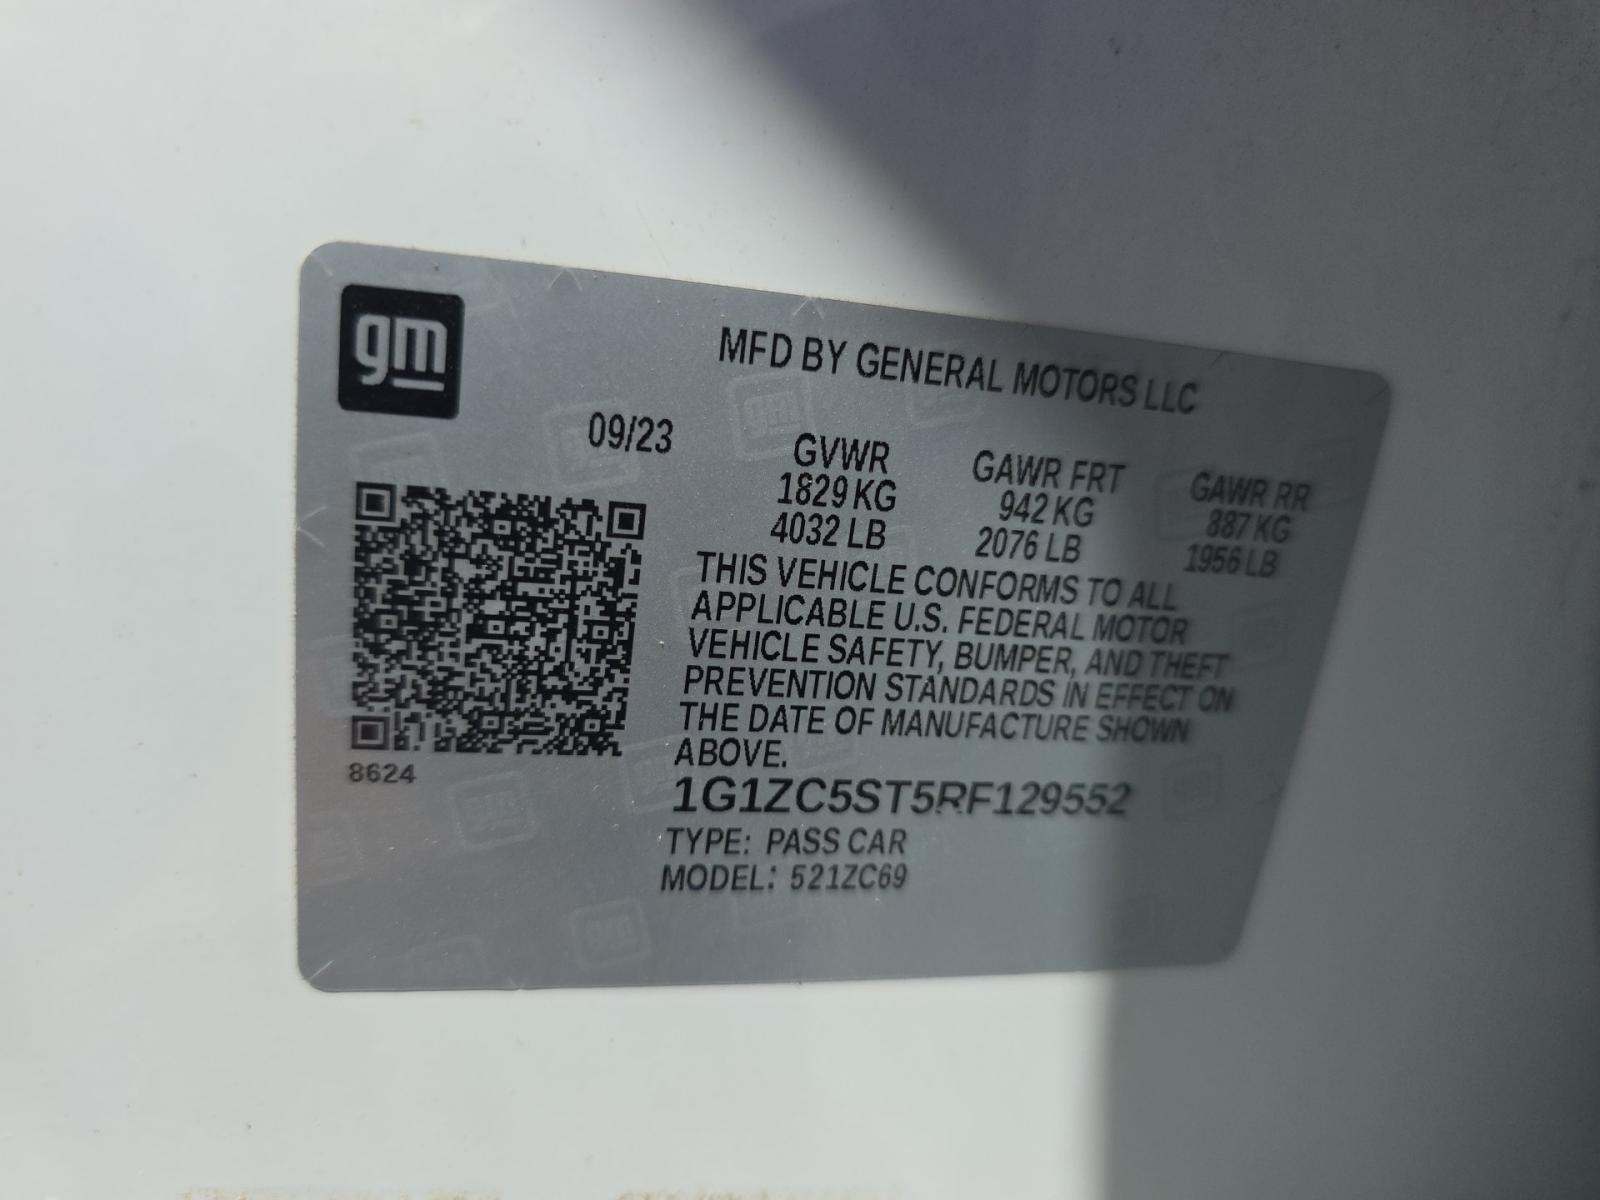 gm
MFD BY GENERAL MOTORS LLC
09/23
GVWR GAWR FRT GAWR RR
1829 KG 942 KG 887 KG
4032 LB 2076 LB 1956 LB
THIS VEHICLE CONFORMS TO ALL
APPLICABLE U.S. FEDERAL MOTOR
VEHICLE SAFETY, BUMPER, AND THEFT
PREVENTION STANDARDS IN EFFECT ON
THE DATE OF MANUFACTURE SHOWN
ABOVE.
8624
1G1ZC5ST5RF129552
TYPE: PASS CAR
MODEL: 521ZC69